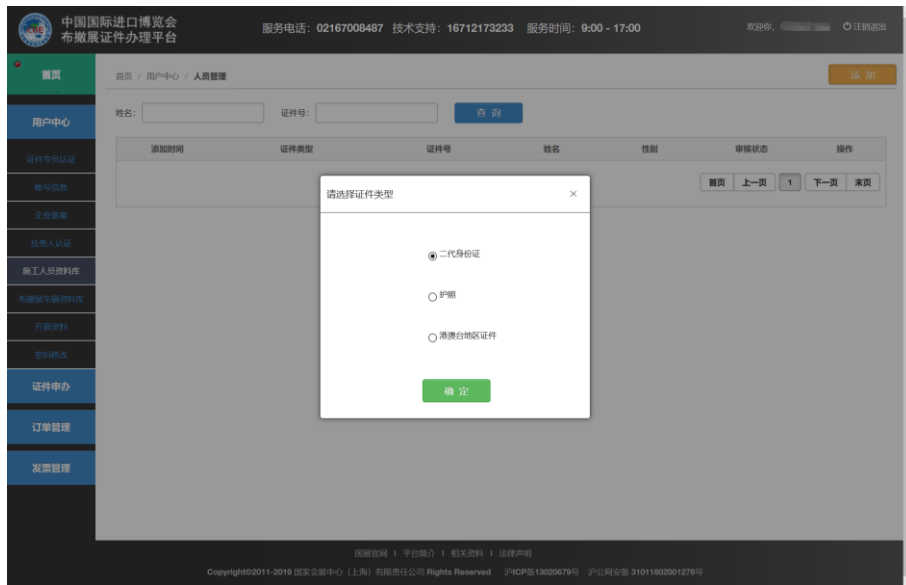 中国国际进口博览会
布撤展证件办理平台
服务电话：02167008487 技术支持：16712173233 服务时间：9:00 - 17:00
欢迎你,
注销退出
首页
用户中心
证件专员认证
账号信息
企业备案
负责人认证
施工人员资料库
布撤展车辆资料库
开票资料
密码修改
证件申办
订单管理
发票管理
首页 / 用户中心 / 人员管理
添 加
姓名：
证件号：
查 询
添加时间 证件类型 证件号 姓名 性别 审核状态 操作
首页 上一页 1 下一页 末页
请选择证件类型 ×
二代身份证
护照
港澳台地区证件
确 定
国展官网 | 平台简介 | 相关资料 | 法律声明
Copyright©2011-2019 国家会展中心（上海）有限责任公司 Rights Reserved 沪ICP备13020679号 沪公网安备 31011802001278号